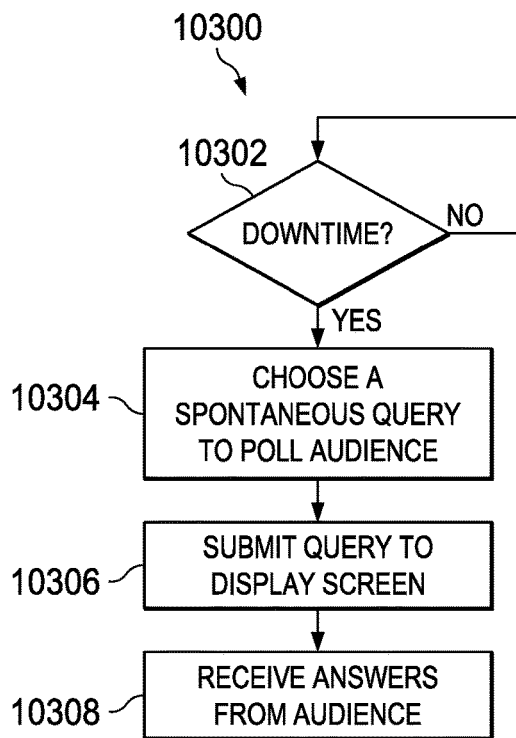 10300
10302
DOWNTIME?
NO
YES
10304
CHOOSE A
SPONTANEOUS QUERY
TO POLL AUDIENCE
10306
SUBMIT QUERY TO
DISPLAY SCREEN
10308
RECEIVE ANSWERS
FROM AUDIENCE